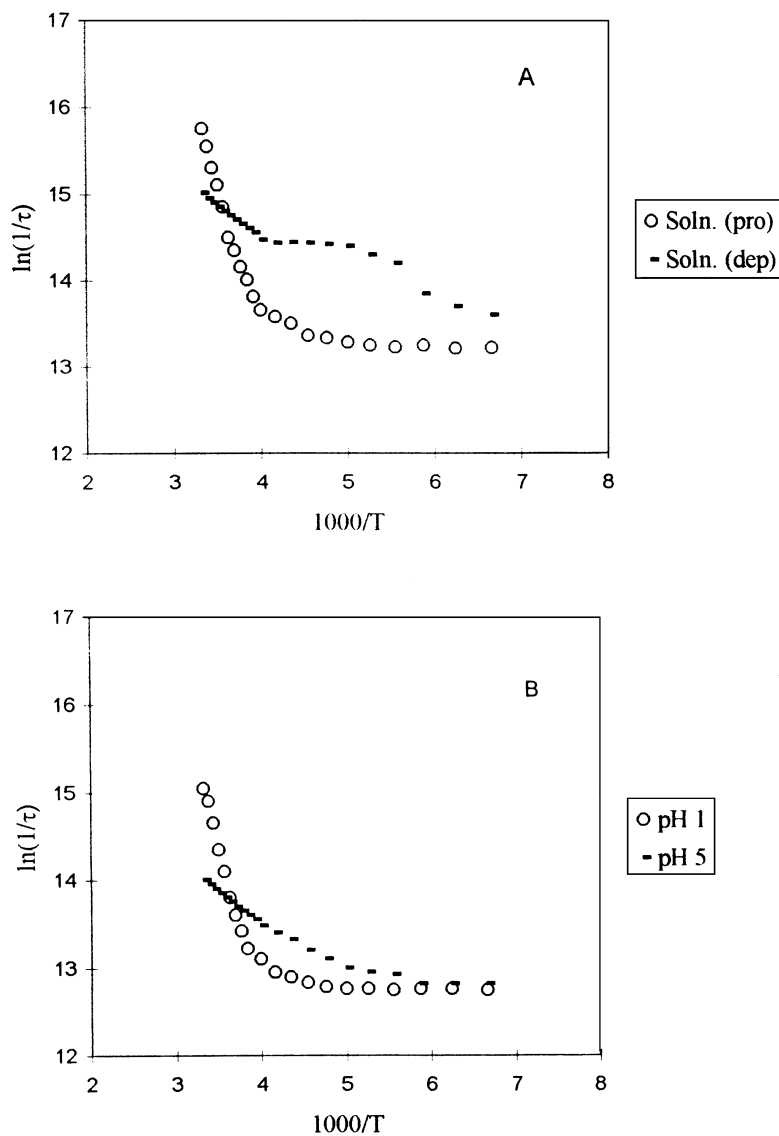 17
A
16
15
ln(1/τ)
14
13
12
2 3 4 5 6 7 8
1000/T
Soln. (pro)
Soln. (dep)
17
B
16
15
ln(1/τ)
14
13
12
2 3 4 5 6 7 8
1000/T
pH 1
pH 5